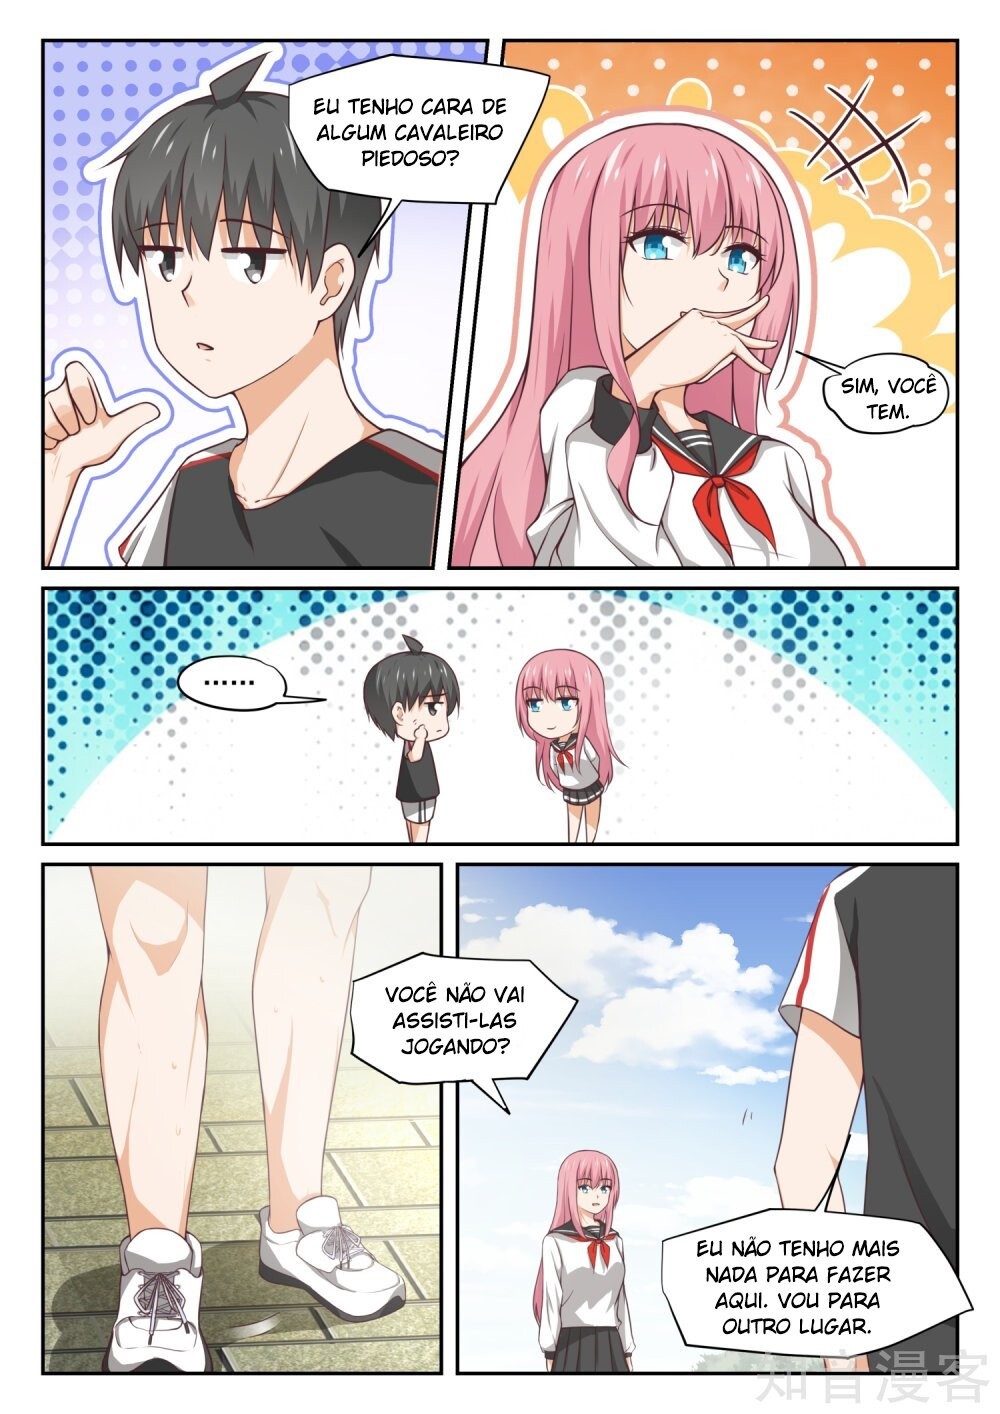 EU TENHO CARA DE
ALGUM CAVALEIRO
PIEDOSO?
SIM, VOCÊ
TEM.
......
VOCÊ NÃO VAI
ASSISTI-LAS
JOGANDO?
EU NÃO TENHO MAIS
NADA PARA FAZER
AQUI. VOU PARA
OUTRO LUGAR.
知音漫客